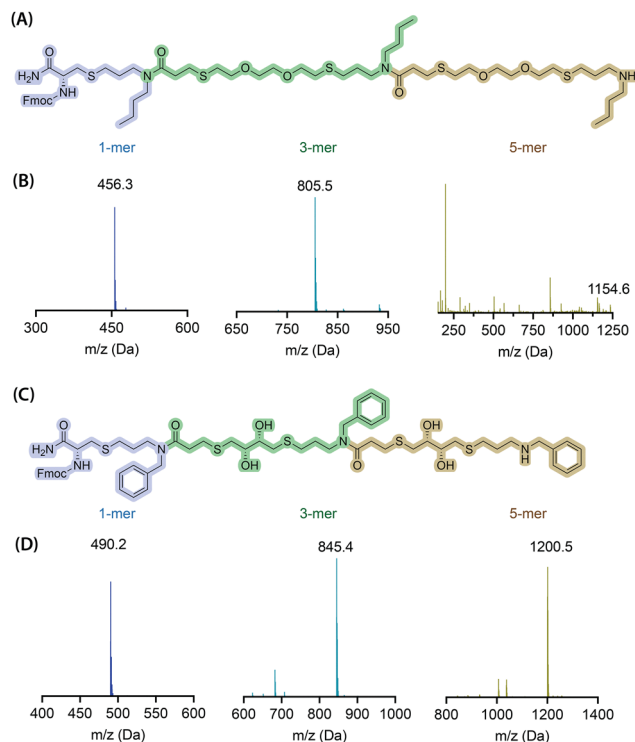 (A)
O
H₂N
S
N
O
S
O
O
S
N
O
S
O
O
S
NH
Fmoc
NH
1-mer
3-mer
5-mer
(B)
456.3
805.5
1154.6
300
450
600
650
750
850
950
250
500
750
1000
1250
m/z (Da)
m/z (Da)
m/z (Da)
(C)
O
H₂N
S
N
O
S
OH
OH
S
N
O
S
OH
OH
S
N
H
Fmoc
NH
1-mer
3-mer
5-mer
(D)
490.2
845.4
1200.5
400
450
500
550
600
600
700
800
900
1000
800
1000
1200
1400
m/z (Da)
m/z (Da)
m/z (Da)